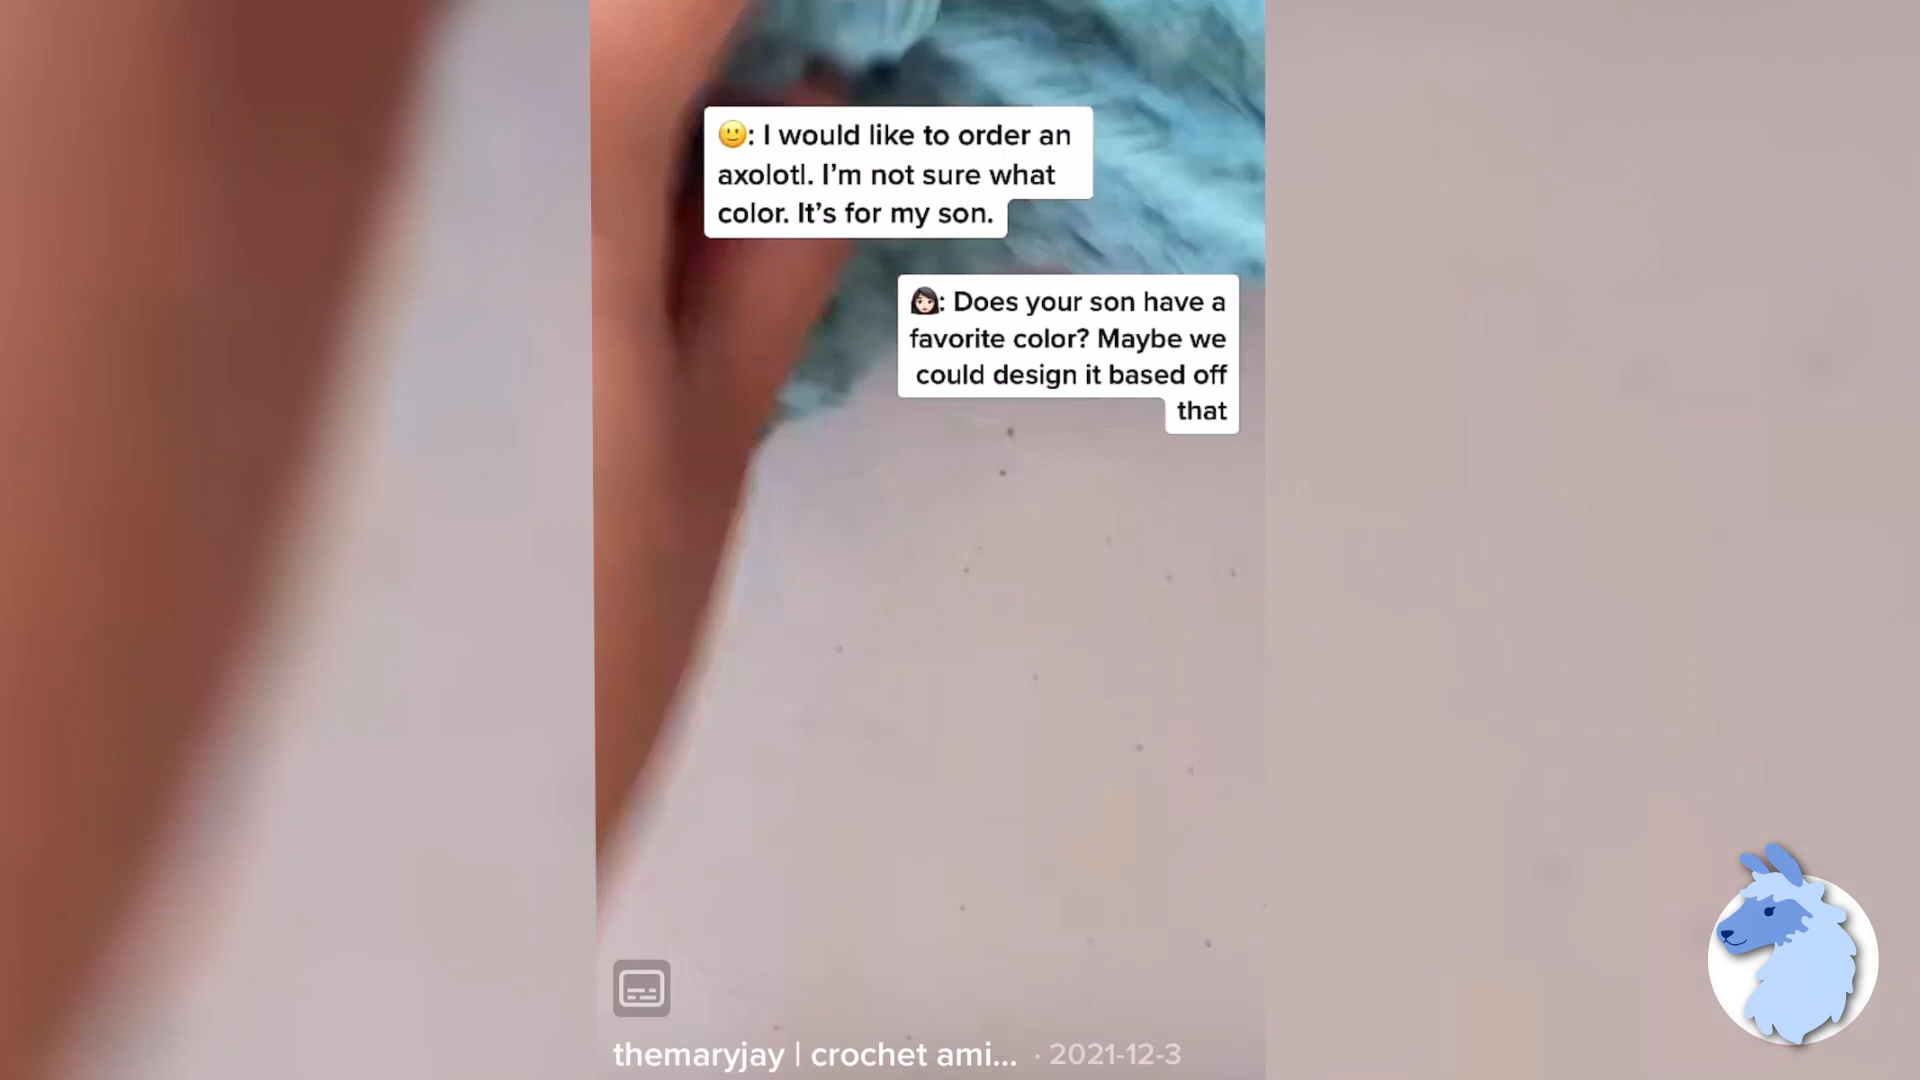 🙂: I would like to order an
axolotl. I’m not sure what
color. It’s for my son.
👩🏻: Does your son have a
favorite color? Maybe we
could design it based off
that
themaryjay | crochet ami... · 2021-12-3